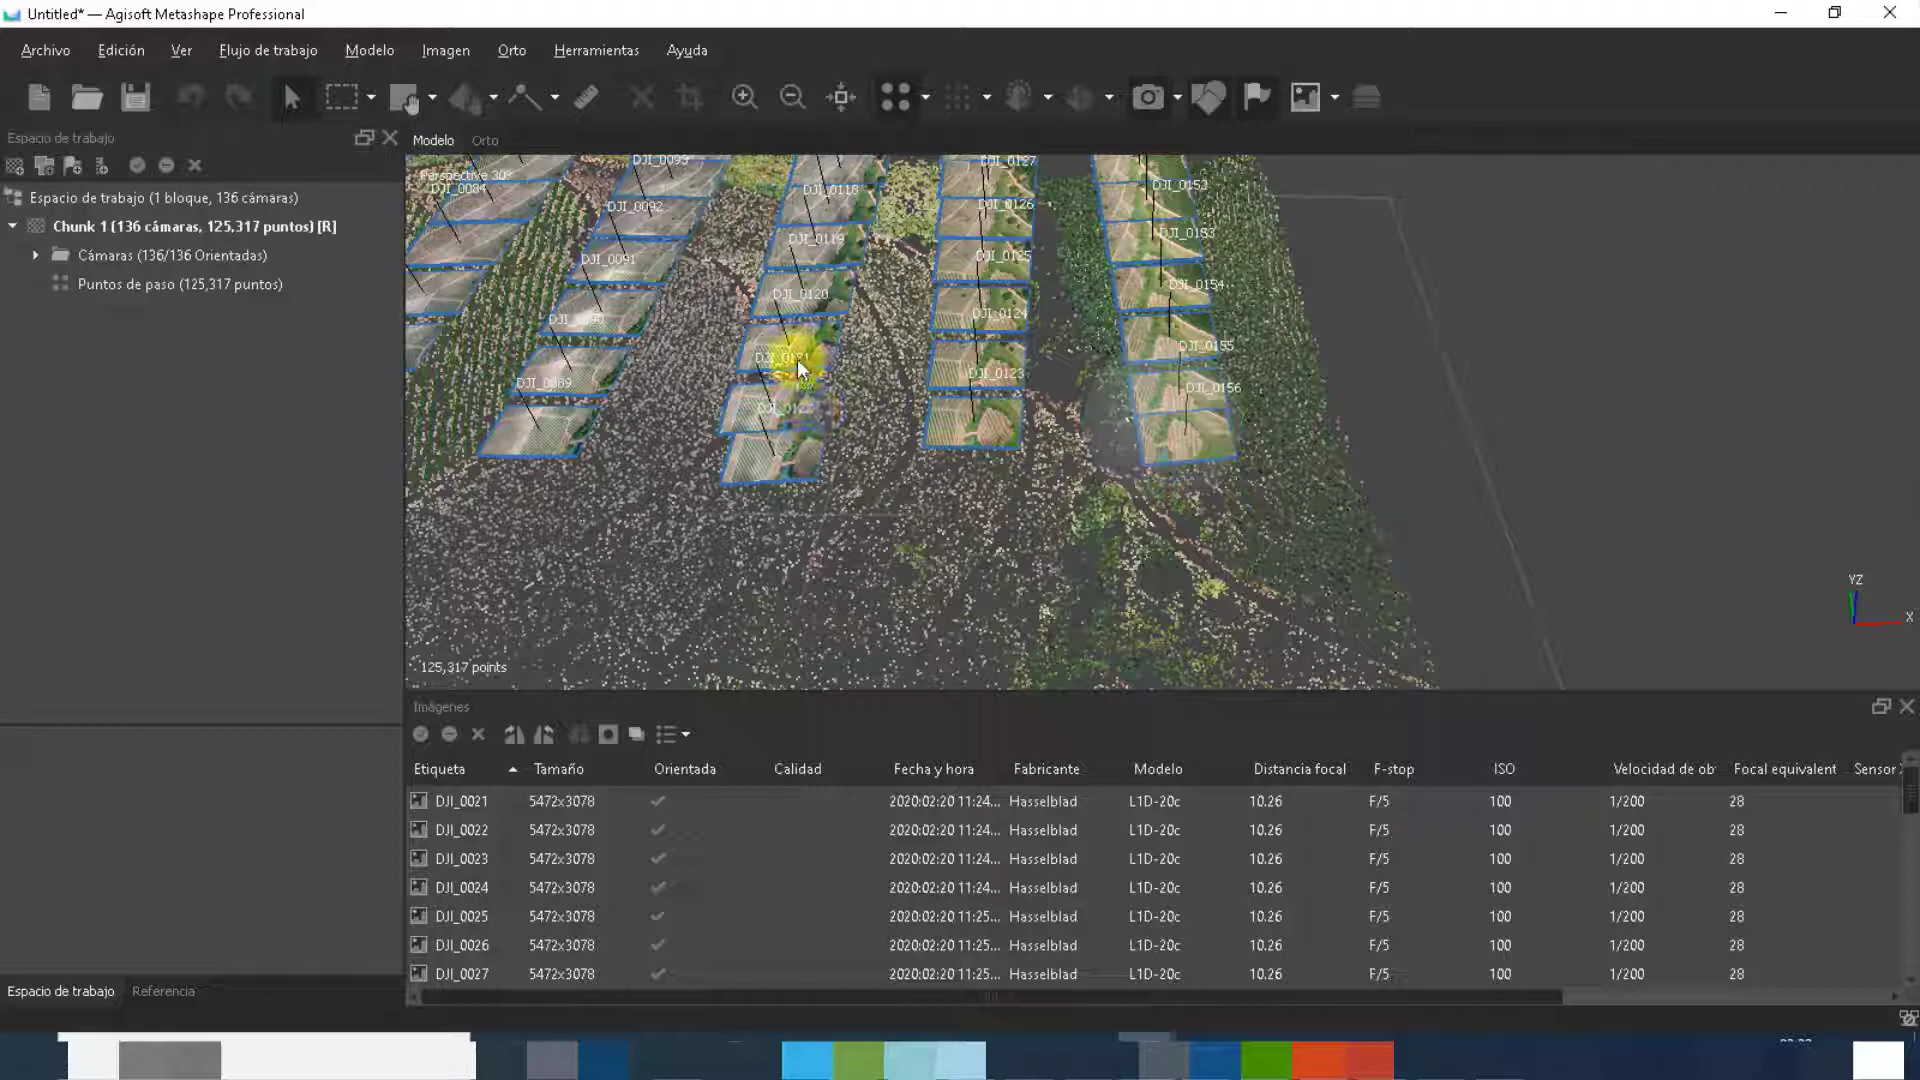 Untitled* — Agisoft Metashape Professional
Archivo Edición Ver Flujo de trabajo Modelo Imagen Orto Herramientas Ayuda
Espacio de trabajo
Modelo Orto
Espacio de trabajo (1 bloque, 136 cámaras)
Chunk 1 (136 cámaras, 125,317 puntos) [R]
Cámaras (136/136 Orientadas)
Puntos de paso (125,317 puntos)
Perspective 30°
DJI_0084
DJI_0093
DJI_0092
DJI_0091
DJI_0089
DJI_0118
DJI_0119
DJI_0120
DJI_0127
DJI_0126
DJI_0125
DJI_0124
DJI_0123
DJI_0152
DJI_0153
DJI_0154
DJI_0155
DJI_0156
YZ
X
125,317 points
Imágenes
Etiqueta Tamaño Orientada Calidad Fecha y hora Fabricante Modelo Distancia focal F-stop ISO Velocidad de ob Focal equivalent Sensor
DJI_0021 5472x3078 2020:02:20 11:24... Hasselblad L1D-20c 10.26 F/5 100 1/200 28
DJI_0022 5472x3078 2020:02:20 11:24... Hasselblad L1D-20c 10.26 F/5 100 1/200 28
DJI_0023 5472x3078 2020:02:20 11:24... Hasselblad L1D-20c 10.26 F/5 100 1/200 28
DJI_0024 5472x3078 2020:02:20 11:24... Hasselblad L1D-20c 10.26 F/5 100 1/200 28
DJI_0025 5472x3078 2020:02:20 11:25... Hasselblad L1D-20c 10.26 F/5 100 1/200 28
DJI_0026 5472x3078 2020:02:20 11:25... Hasselblad L1D-20c 10.26 F/5 100 1/200 28
DJI_0027 5472x3078 2020:02:20 11:25... Hasselblad L1D-20c 10.26 F/5 100 1/200 28
Espacio de trabajo Referencia